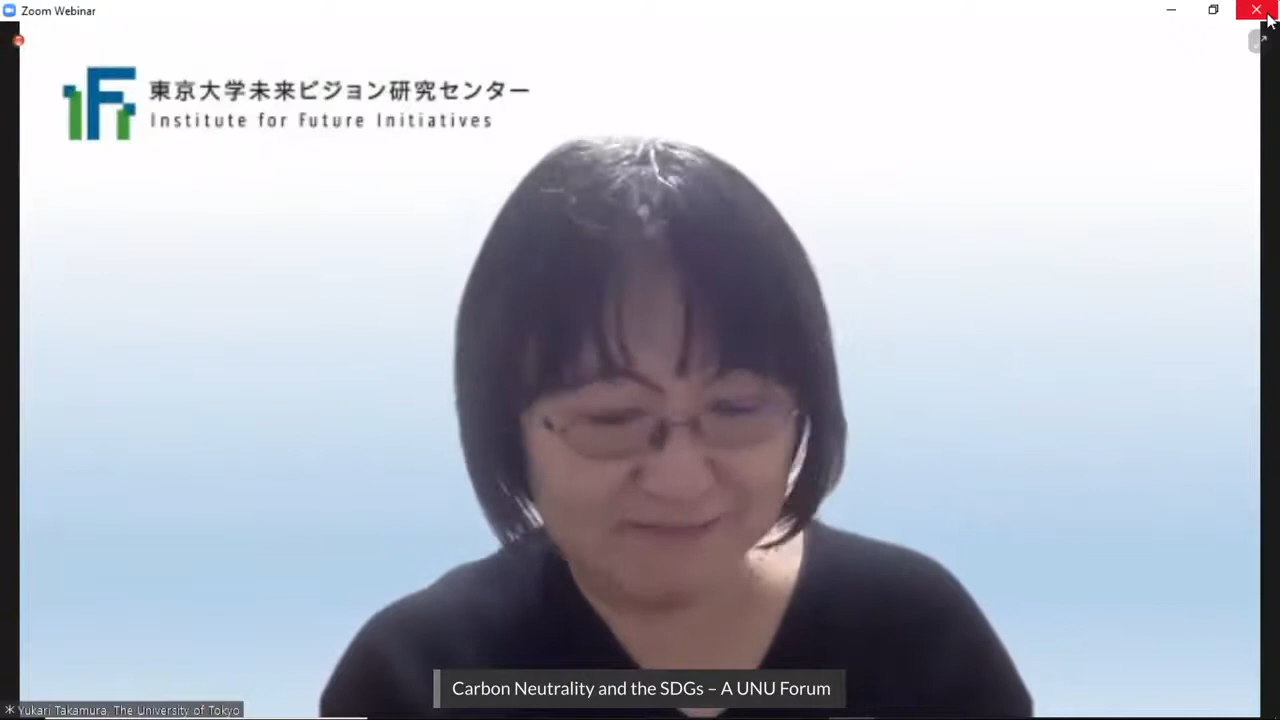 Zoom Webinar
東京大学未来ビジョン研究センター
Institute for Future Initiatives
Carbon Neutrality and the SDGs – A UNU Forum
Yukari Takamura, The University of Tokyo